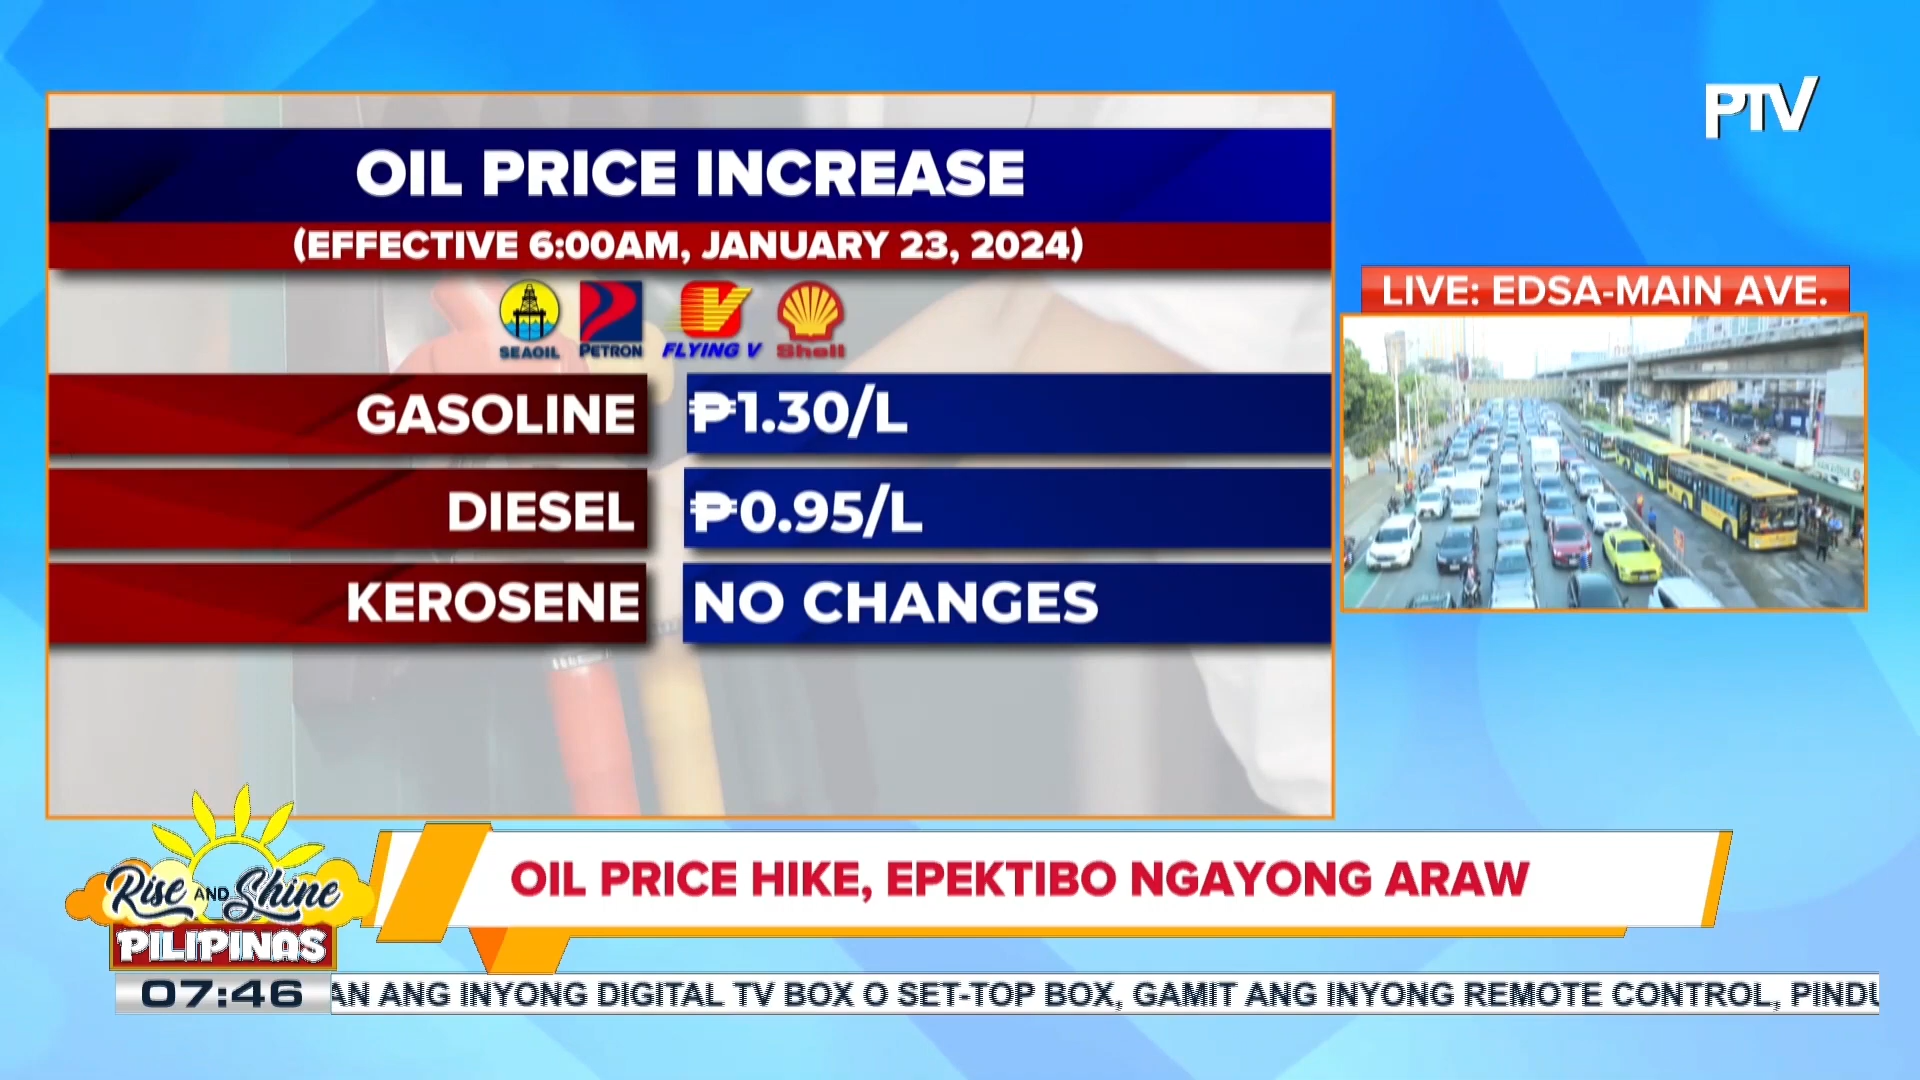 PTV
OIL PRICE INCREASE
(EFFECTIVE 6:00AM, JANUARY 23, 2024)
SEAOIL PETRON FLYING V Shell
GASOLINE ₱1.30/L
DIESEL ₱0.95/L
KEROSENE NO CHANGES
LIVE: EDSA-MAIN AVE.
OIL PRICE HIKE, EPEKTIBO NGAYONG ARAW
Rise AND Shine
PILIPINAS
07:46 AN ANG INYONG DIGITAL TV BOX O SET-TOP BOX, GAMIT ANG INYONG REMOTE CONTROL, PINDU